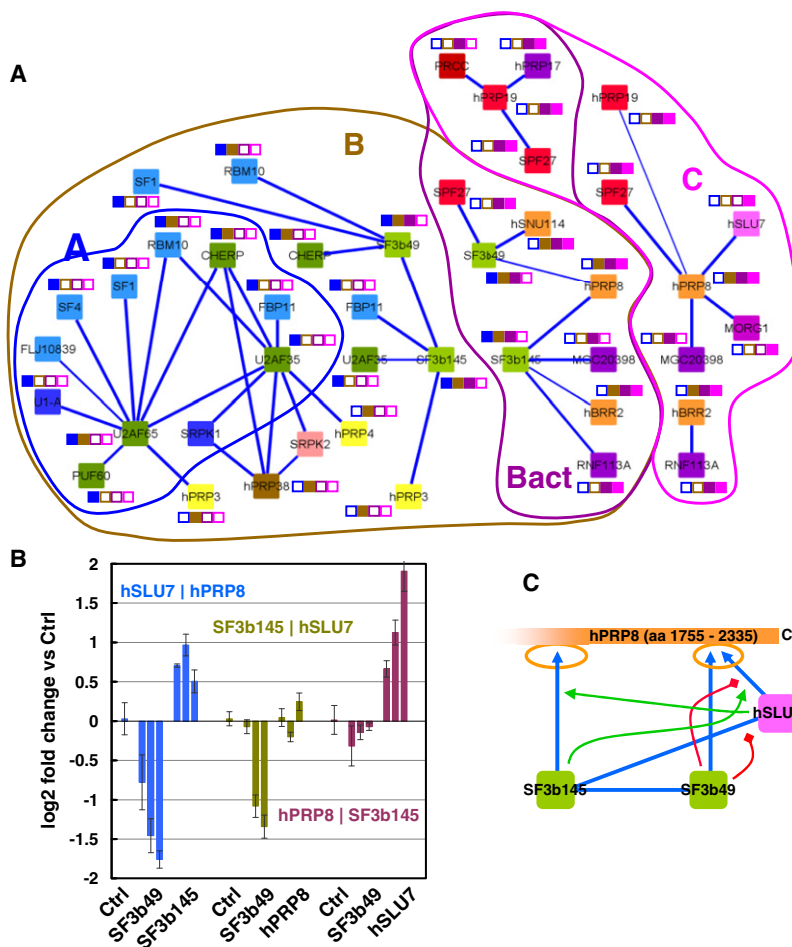 A
B
A
C
PRCC
hPRP17
hPRP19
SPF27
hPRP19
SPF27
hSLU7
hPRP8
MORG1
MGC20398
hBRR2
RNF113A
SF1
RBM10
SF3b49
CHERP
FBP11
U2AF35
SF3b145
hPRP3
RBM10
CHERP
SF1
SF4
FBP11
FLJ10839
U2AF35
U1-A
U2AF65
SRPK1
SRPK2
hPRP4
PUF60
hPRP3
hPRP38
SPF27
hSNU114
SF3b49
hPRP8
SF3b145
MGC20398
hBRR2
RNF113A
Bact
B
2
1.5
1
0.5
0
-0.5
-1
-1.5
-2
log2 fold change vs Ctrl
hSLU7 | hPRP8
SF3b145 | hSLU7
hPRP8 | SF3b145
Ctrl
SF3b49
SF3b145
Ctrl
SF3b49
hPRP8
Ctrl
SF3b49
hSLU7
C
hPRP8 (aa 1755 - 2335)
C
hSLU
SF3b145
SF3b49